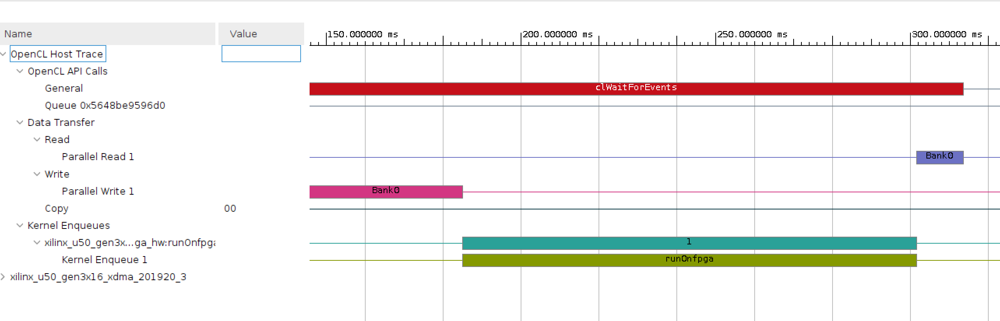 Name Value 150.000000 ms 200.000000 ms 250.000000 ms 300.000000 ms
OpenCL Host Trace
OpenCL API Calls
General clWaitForEvents
Queue 0x5648be9596d0
Data Transfer
Read
Parallel Read 1 Bank0
Write
Parallel Write 1 Bank0
Copy 00
Kernel Enqueues
xilinx_u50_gen3x...ga_hw:runOnfpga 1
Kernel Enqueue 1 runOnfpga
xilinx_u50_gen3x16_xdma_201920_3